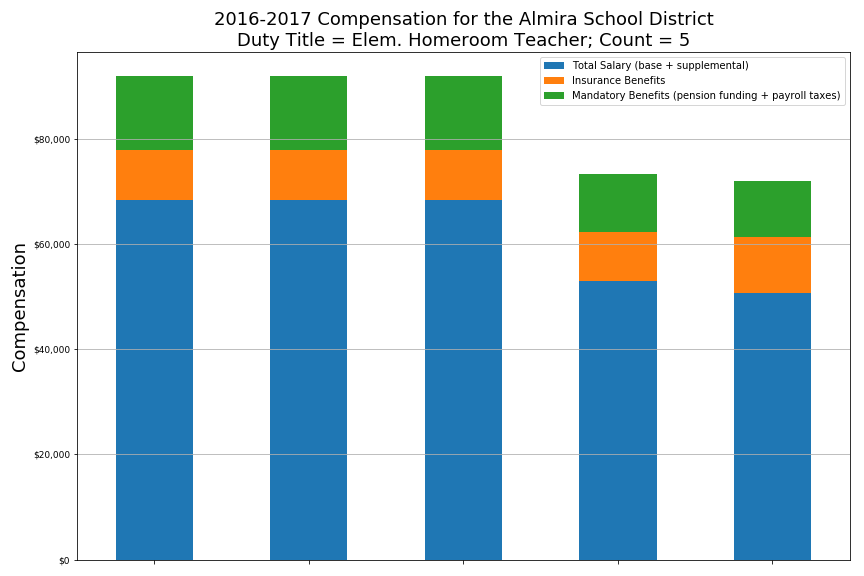 2016-2017 Compensation for the Almira School District
Duty Title = Elem. Homeroom Teacher; Count = 5
Total Salary (base + supplemental)
Insurance Benefits
Mandatory Benefits (pension funding + payroll taxes)
$80,000
$60,000
$40,000
$20,000
$0
Compensation